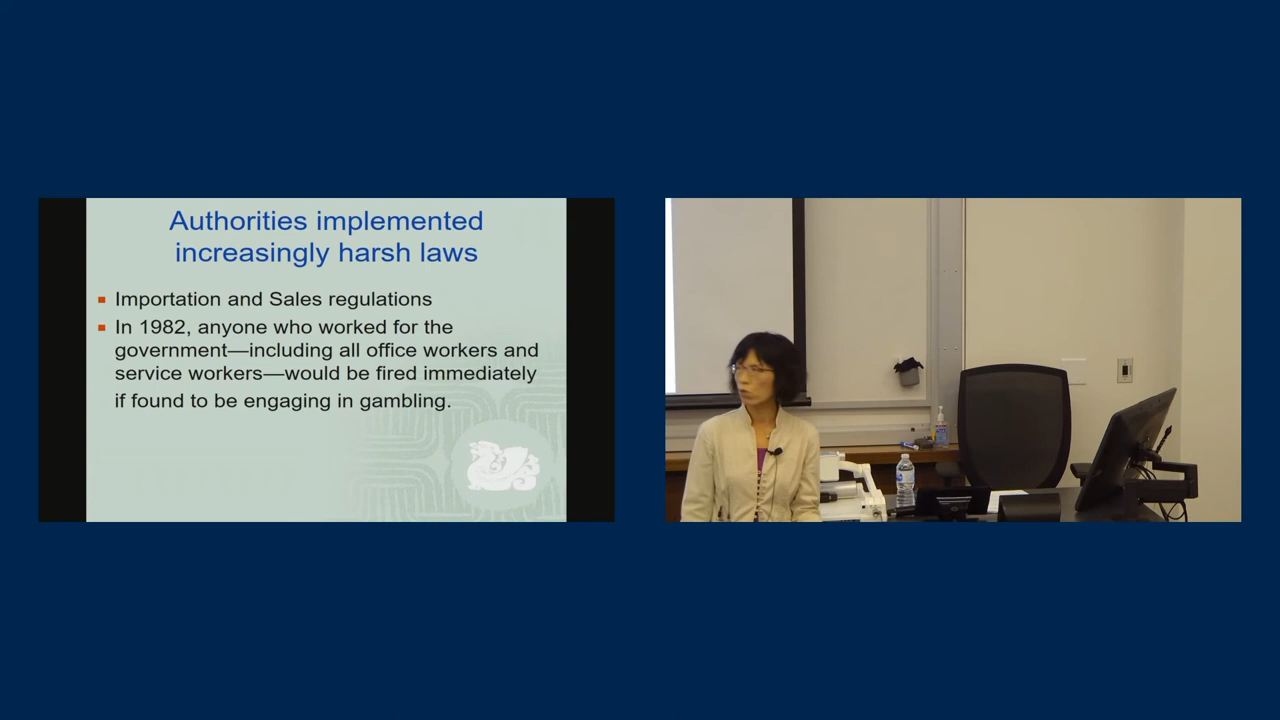 Authorities implemented
increasingly harsh laws
Importation and Sales regulations
In 1982, anyone who worked for the
government—including all office workers and
service workers—would be fired immediately
if found to be engaging in gambling.